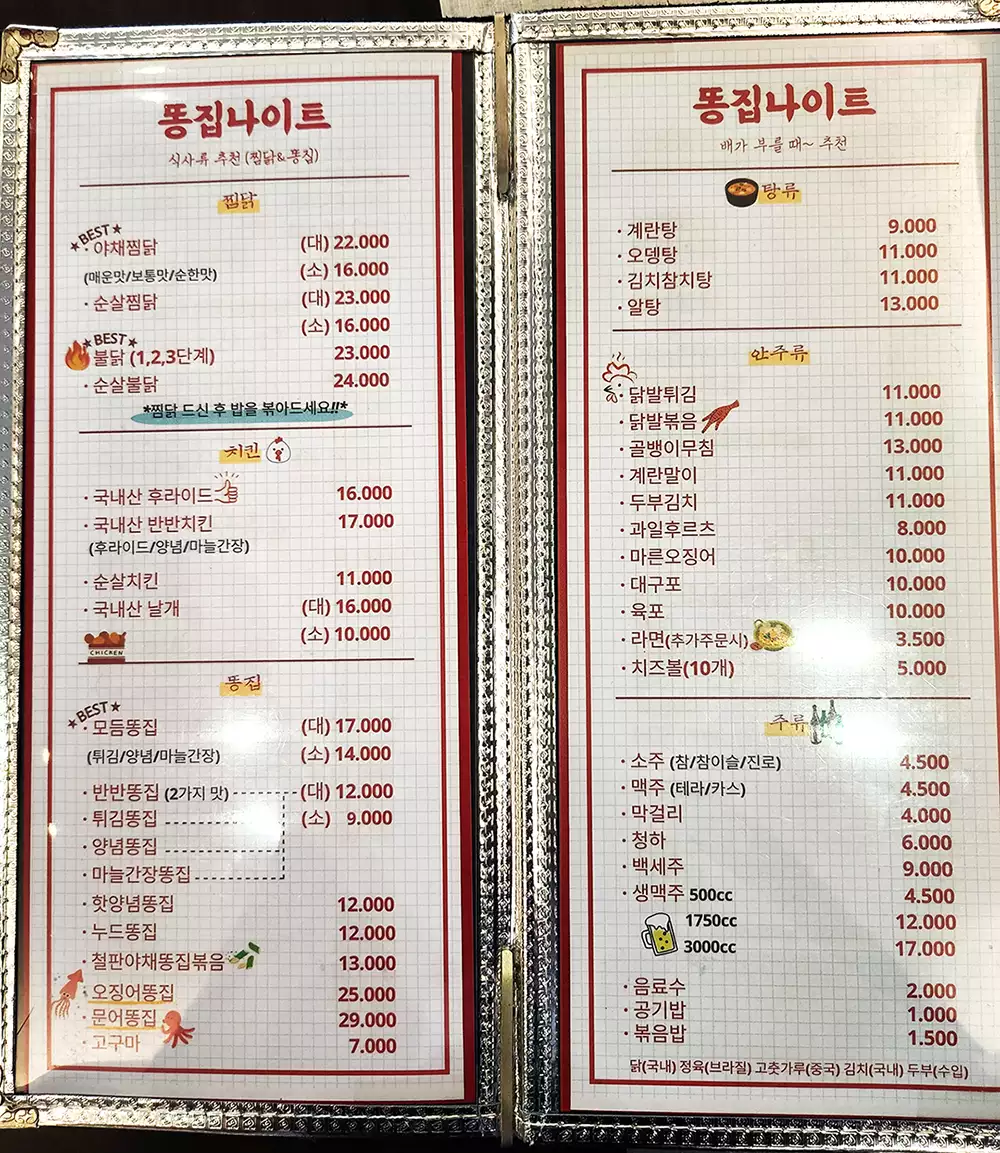 똥집나이트
식사류 추천 (찜닭&똥집)
찜닭
★BEST★
· 야채찜닭 (대) 22.000
(매운맛/보통맛/순한맛) (소) 16.000
· 순살찜닭 (대) 23.000
(소) 16.000
★BEST★
· 불닭 (1,2,3단계) 23.000
· 순살불닭 24.000
*찜닭 드신 후 밥을 볶아드세요!!*
치킨
· 국내산 후라이드 16.000
· 국내산 반반치킨 17.000
(후라이드/양념/마늘간장)
· 순살치킨 11.000
· 국내산 날개 (대) 16.000
(소) 10.000
CHICKEN
똥집
★BEST★
· 모듬똥집 (대) 17.000
(튀김/양념/마늘간장) (소) 14.000
· 반반똥집 (2가지 맛) (대) 12.000
· 튀김똥집 (소) 9.000
· 양념똥집
· 마늘간장똥집
· 핫양념똥집 12.000
· 누드똥집 12.000
· 철판야채똥집볶음 13.000
· 오징어똥집 25.000
· 문어똥집 29.000
· 고구마 7.000
똥집나이트
배가 부를 때~ 추천
탕류
· 계란탕 9.000
· 오뎅탕 11.000
· 김치참치탕 11.000
· 알탕 13.000
안주류
· 닭발튀김 11.000
· 닭발볶음 11.000
· 골뱅이무침 13.000
· 계란말이 11.000
· 두부김치 11.000
· 과일후르츠 8.000
· 마른오징어 10.000
· 대구포 10.000
· 육포 10.000
· 라면(추가주문시) 3.500
· 치즈볼(10개) 5.000
주류
· 소주 (참/참이슬/진로) 4.500
· 맥주 (테라/카스) 4.500
· 막걸리 4.000
· 청하 6.000
· 백세주 9.000
· 생맥주 500cc 4.500
1750cc 12.000
3000cc 17.000
· 음료수 2.000
· 공기밥 1.000
· 볶음밥 1.500
닭(국내) 정육(브라질) 고춧가루(중국) 김치(국내) 두부(수입)